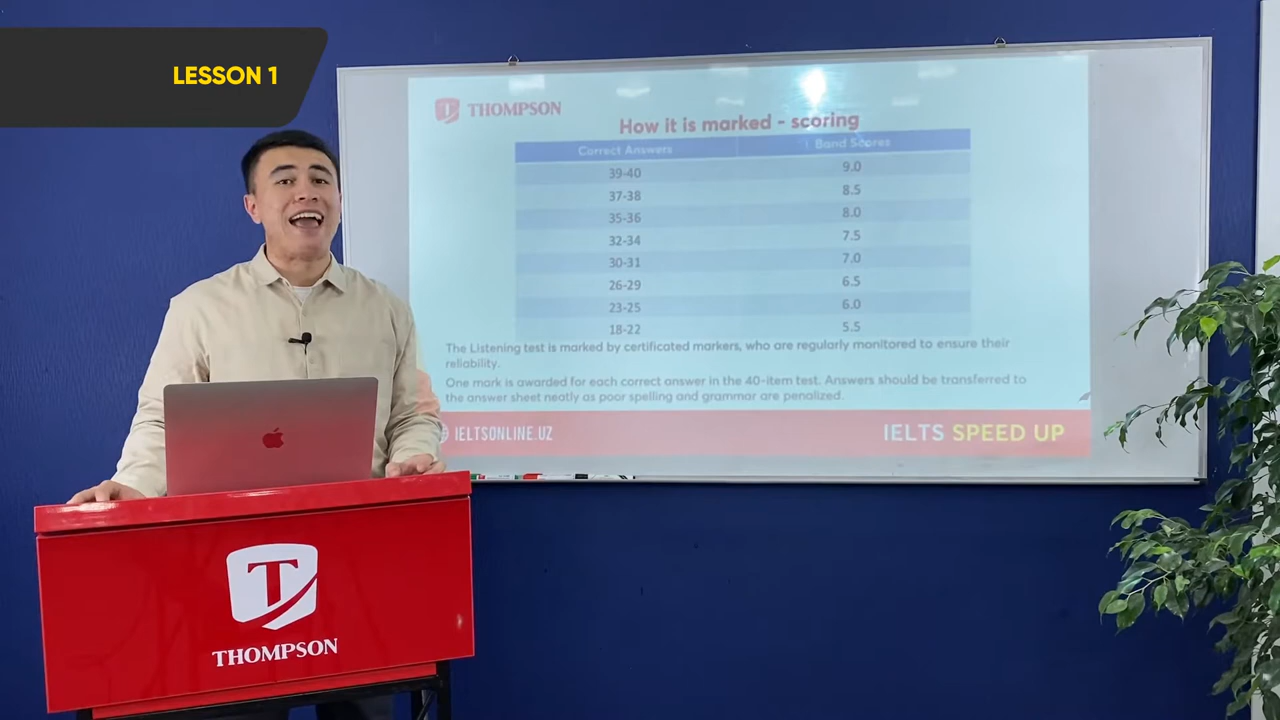 LESSON 1
THOMPSON
How it is marked - scoring
Correct Answers Band Scores
39-40 9.0
37-38 8.5
35-36 8.0
32-34 7.5
30-31 7.0
26-29 6.5
23-25 6.0
18-22 5.5
The Listening test is marked by certificated markers, who are regularly monitored to ensure their
reliability.
One mark is awarded for each correct answer in the 40-item test. Answers should be transferred to
the answer sheet neatly as poor spelling and grammar are penalized.
IELTSONLINE.UZ IELTS SPEED UP
T
THOMPSON